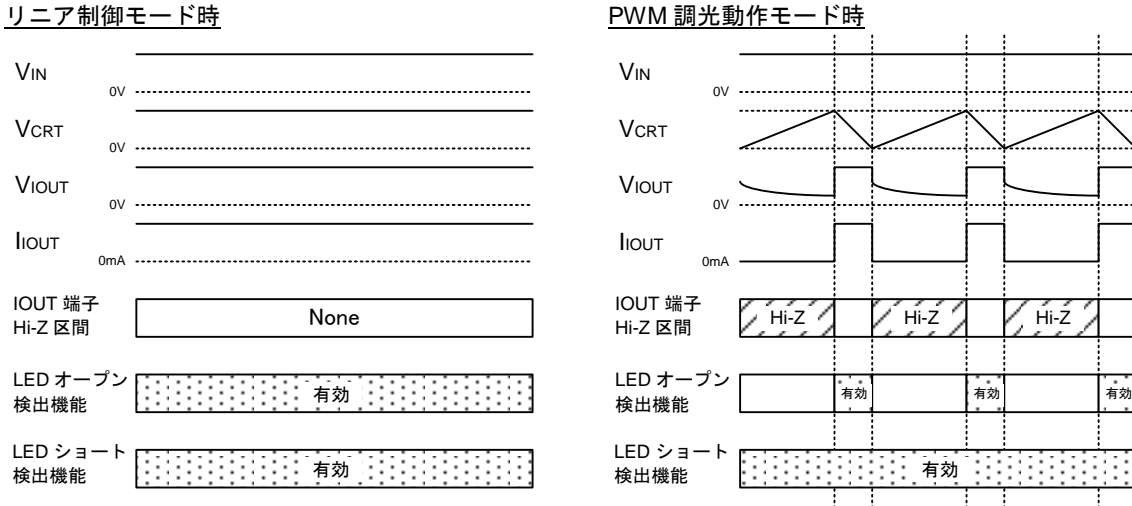 リニア制御モード時
VIN
0V
VCRT
0V
VIOUT
0V
IIOUT
0mA
IOUT 端子
Hi-Z 区間
None
LED オープン
検出機能
有効
LED ショート
検出機能
有効
PWM 調光動作モード時
VIN
0V
VCRT
VIOUT
0V
IIOUT
0mA
IOUT 端子
Hi-Z 区間
Hi-Z
Hi-Z
Hi-Z
LED オープン
検出機能
有効
有効
有効
LED ショート
検出機能
有効